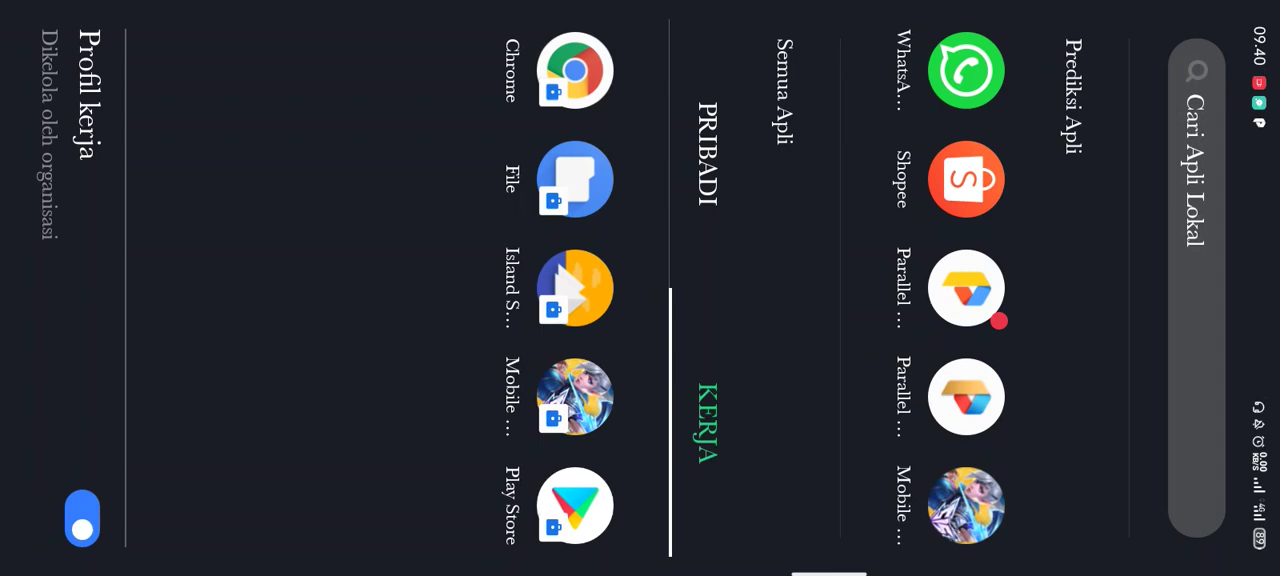 09.40
0.00
KB/S
4G
89
Cari Apli Lokal
Prediksi Apli
WhatsA...
Shopee
Parallel ...
Parallel ...
Mobile ...
Semua Apli
PRIBADI
KERJA
Chrome
File
Island S...
Mobile ...
Play Store
Profil kerja
Dikelola oleh organisasi